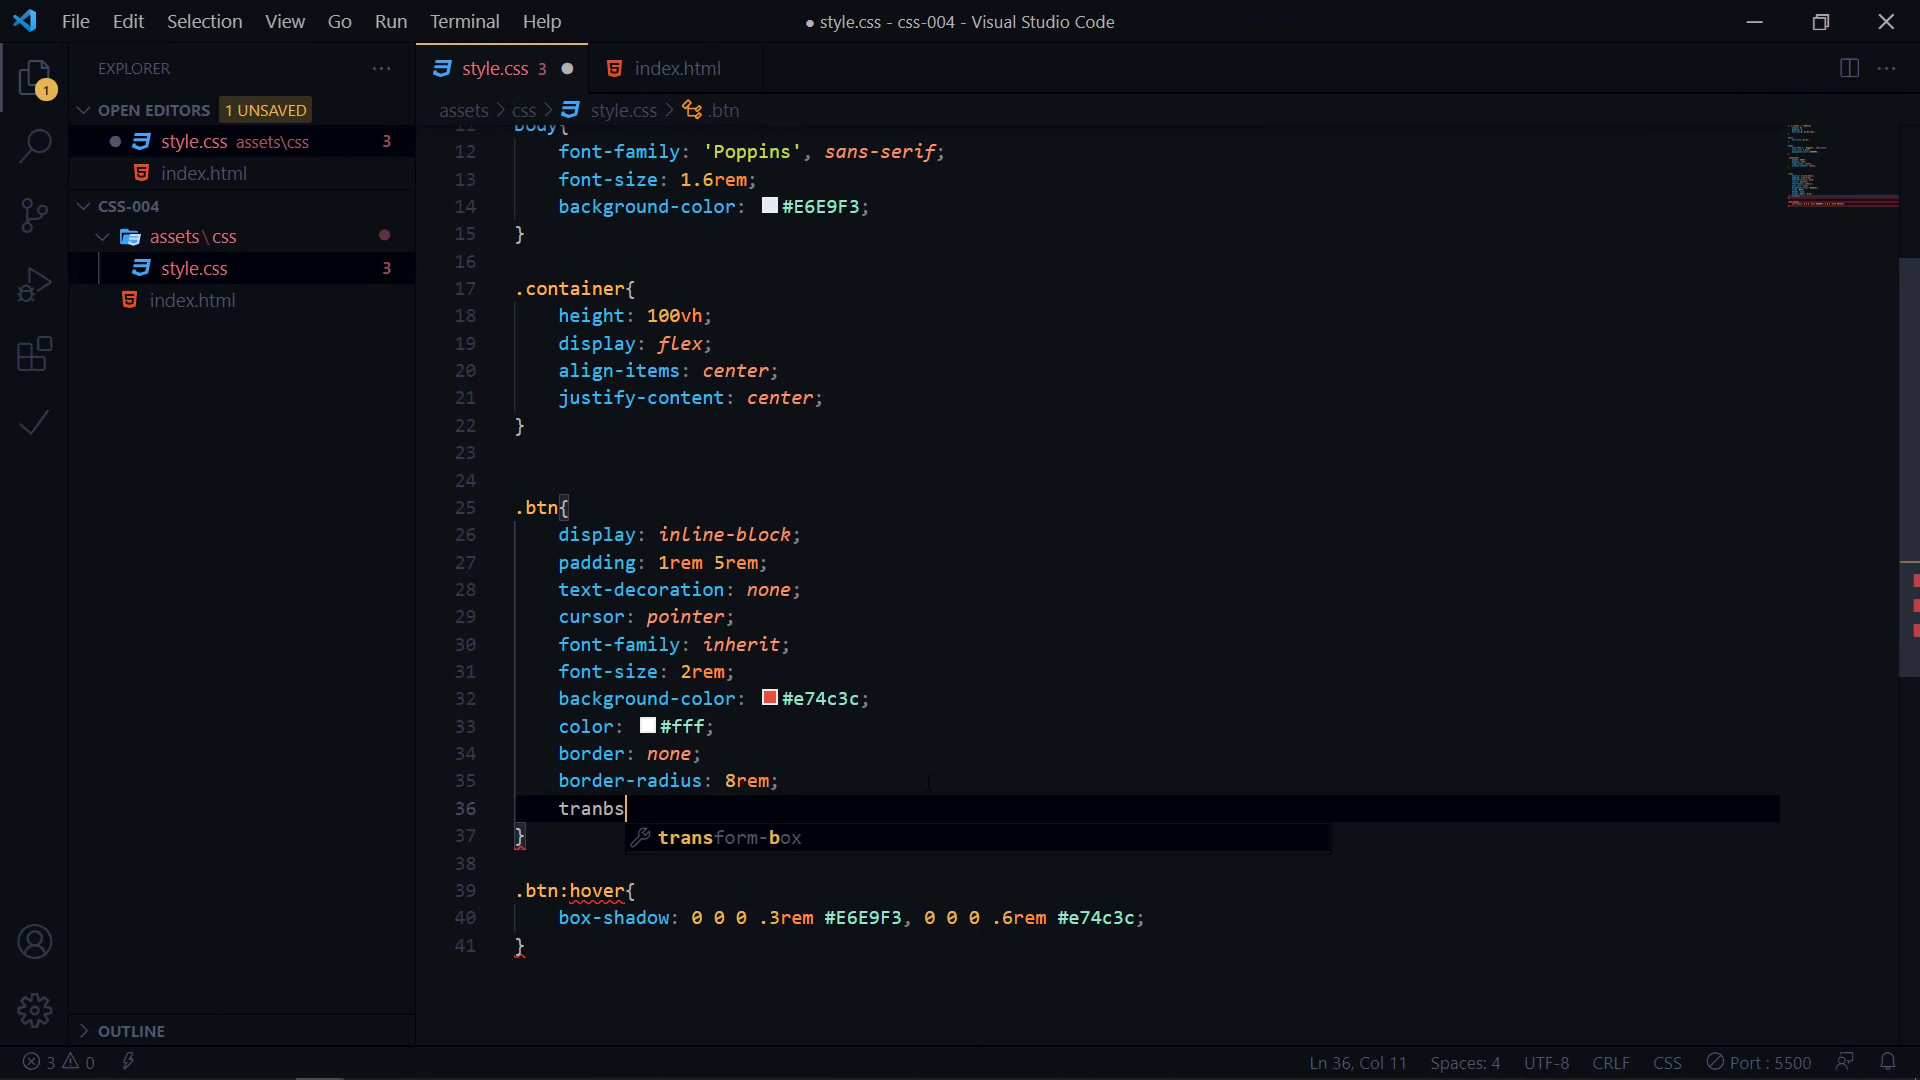 File Edit Selection View Go Run Terminal Help
● style.css - css-004 - Visual Studio Code
EXPLORER
style.css 3
index.html
1
OPEN EDITORS 1 UNSAVED
assets > css > style.css > .btn
style.css assets\css 3
index.html
CSS-004
assets\css
style.css 3
index.html
OUTLINE
11 body{
12 font-family: 'Poppins', sans-serif;
13 font-size: 1.6rem;
14 background-color: #E6E9F3;
15 }
16
17 .container{
18 height: 100vh;
19 display: flex;
20 align-items: center;
21 justify-content: center;
22 }
23
24
25 .btn{
26 display: inline-block;
27 padding: 1rem 5rem;
28 text-decoration: none;
29 cursor: pointer;
30 font-family: inherit;
31 font-size: 2rem;
32 background-color: #e74c3c;
33 color: #fff;
34 border: none;
35 border-radius: 8rem;
36 tranbs
37 }
transform-box
38
39 .btn:hover{
40 box-shadow: 0 0 0 .3rem #E6E9F3, 0 0 0 .6rem #e74c3c;
41 }
3 0
Ln 36, Col 11 Spaces: 4 UTF-8 CRLF CSS Port : 5500